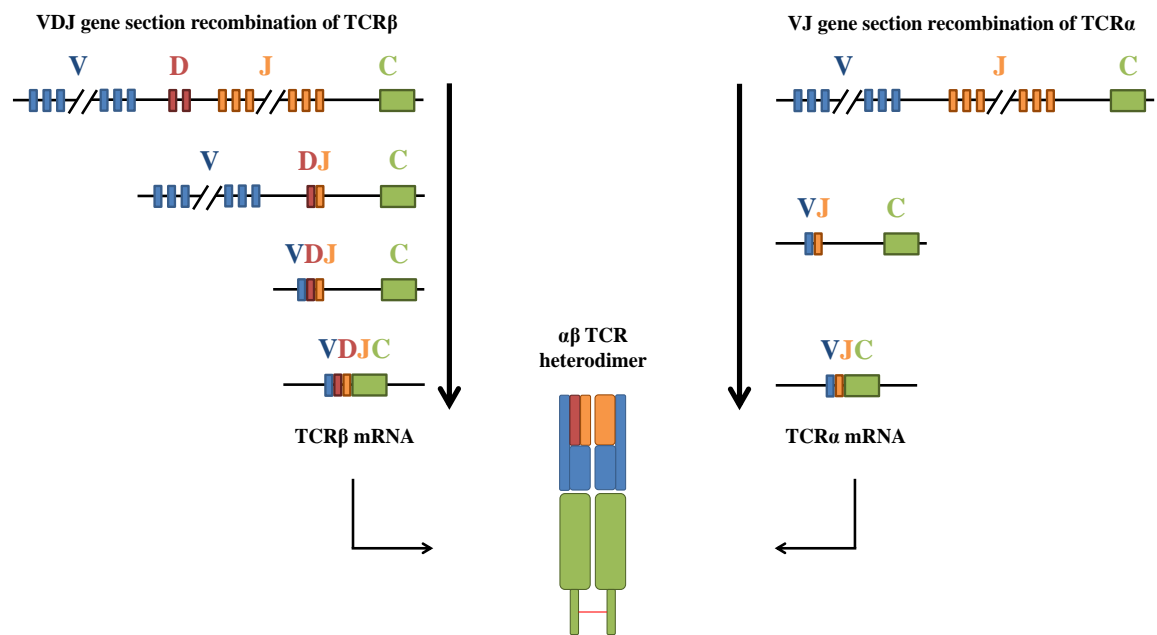 VDJ gene section recombination of TCRβ
V D J C
V DJ C
VDJ C
VDJC
TCRβ mRNA
αβ TCR
heterodimer
VJ gene section recombination of TCRα
V J C
VJ C
VJC
TCRα mRNA